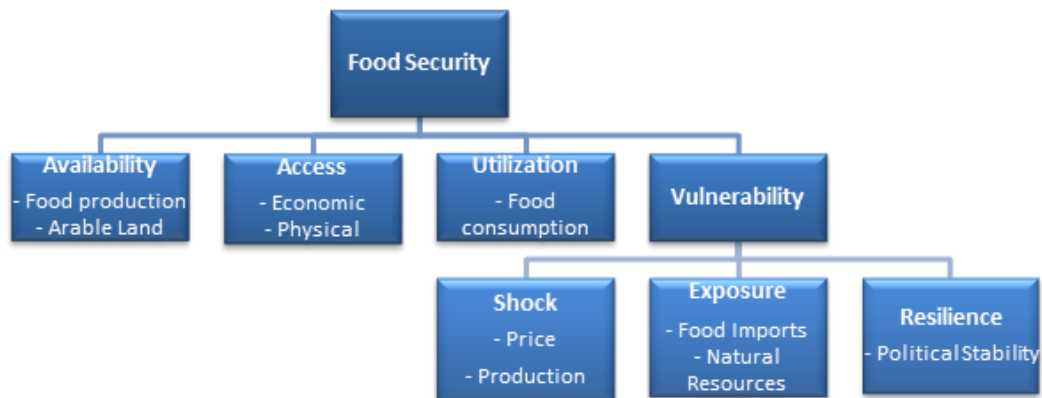 Food Security
Availability
- Food production
- Arable Land
Access
- Economic
- Physical
Utilization
- Food
consumption
Vulnerability
Shock
- Price
- Production
Exposure
- Food Imports
- Natural
Resources
Resilience
- Political Stability